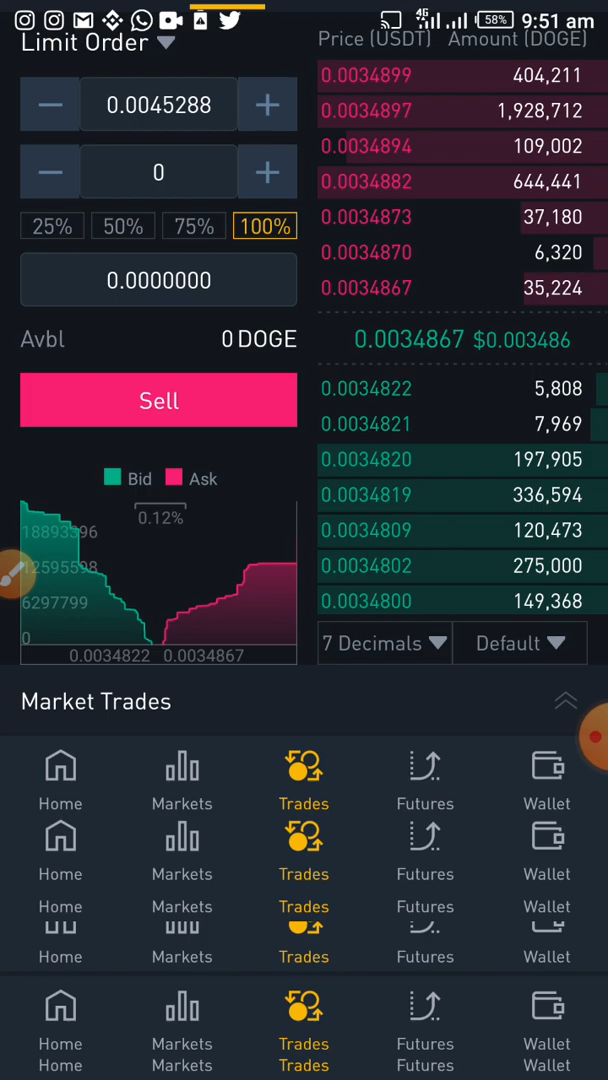 58% 9:51 am
4G
Limit Order
Price (USDT) Amount (DOGE)
0.0045288
0
25% 50% 75% 100%
0.0000000
Avbl 0 DOGE
Sell
Bid Ask
0.12%
18893396
12595598
6297799
0
0.0034822 0.0034867
0.0034899 404,211
0.0034897 1,928,712
0.0034894 109,002
0.0034882 644,441
0.0034873 37,180
0.0034870 6,320
0.0034867 35,224
0.0034867 $0.003486
0.0034822 5,808
0.0034821 7,969
0.0034820 197,905
0.0034819 336,594
0.0034809 120,473
0.0034802 275,000
0.0034800 149,368
7 Decimals Default
Market Trades
Home Markets Trades Futures Wallet
Home Markets Trades Futures Wallet
Home Markets Trades Futures Wallet
Home Markets Trades Futures Wallet
Home Markets Trades Futures Wallet
Home Markets Trades Futures Wallet